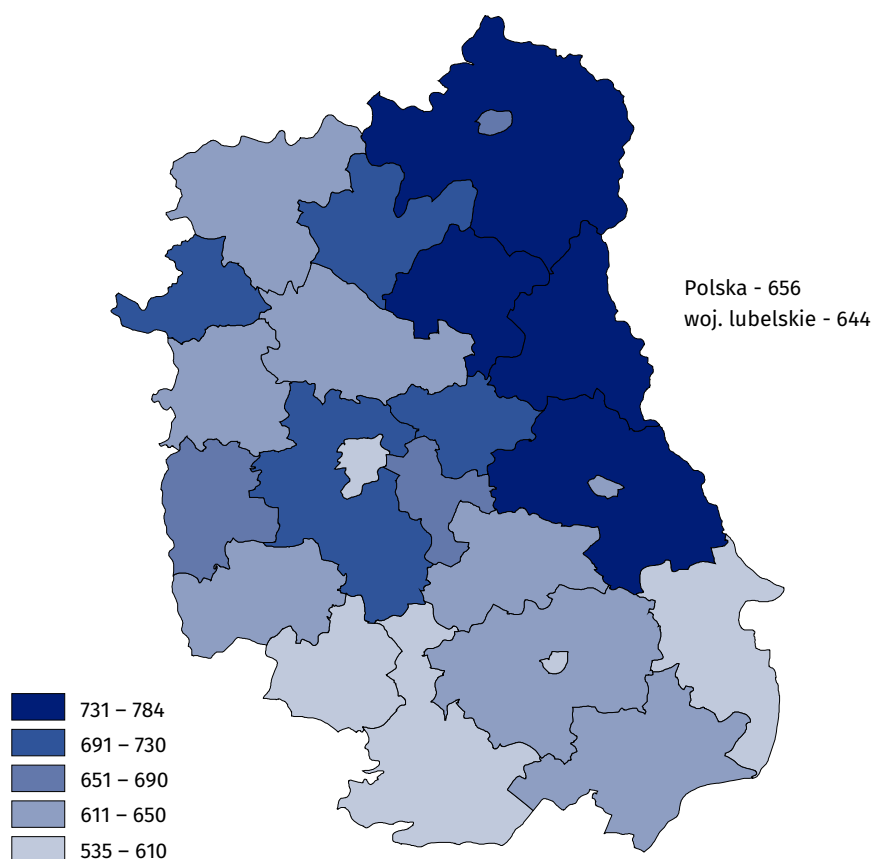 Polska - 656
woj. lubelskie - 644
731 – 784
691 – 730
651 – 690
611 – 650
535 – 610